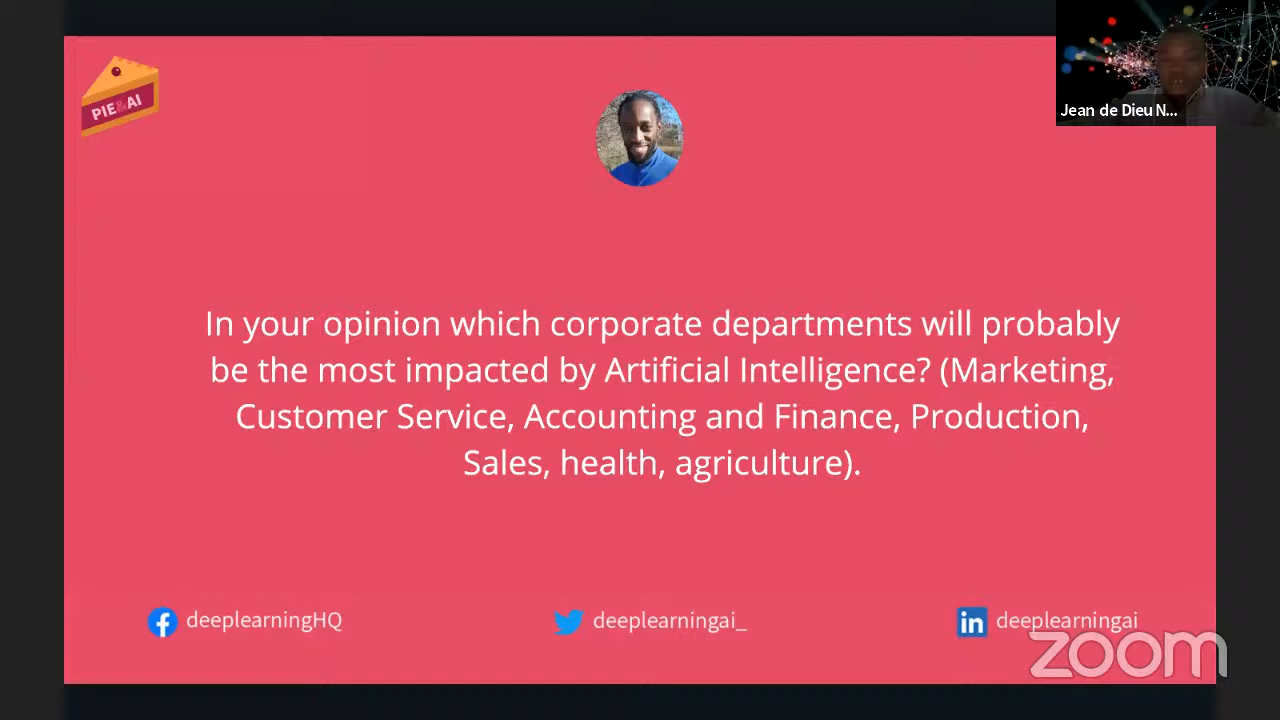 PIE&AI
Jean de Dieu N...
In your opinion which corporate departments will probably
be the most impacted by Artificial Intelligence? (Marketing,
Customer Service, Accounting and Finance, Production,
Sales, health, agriculture).
deeplearningHQ
deeplearningai_
deeplearningai
zoom